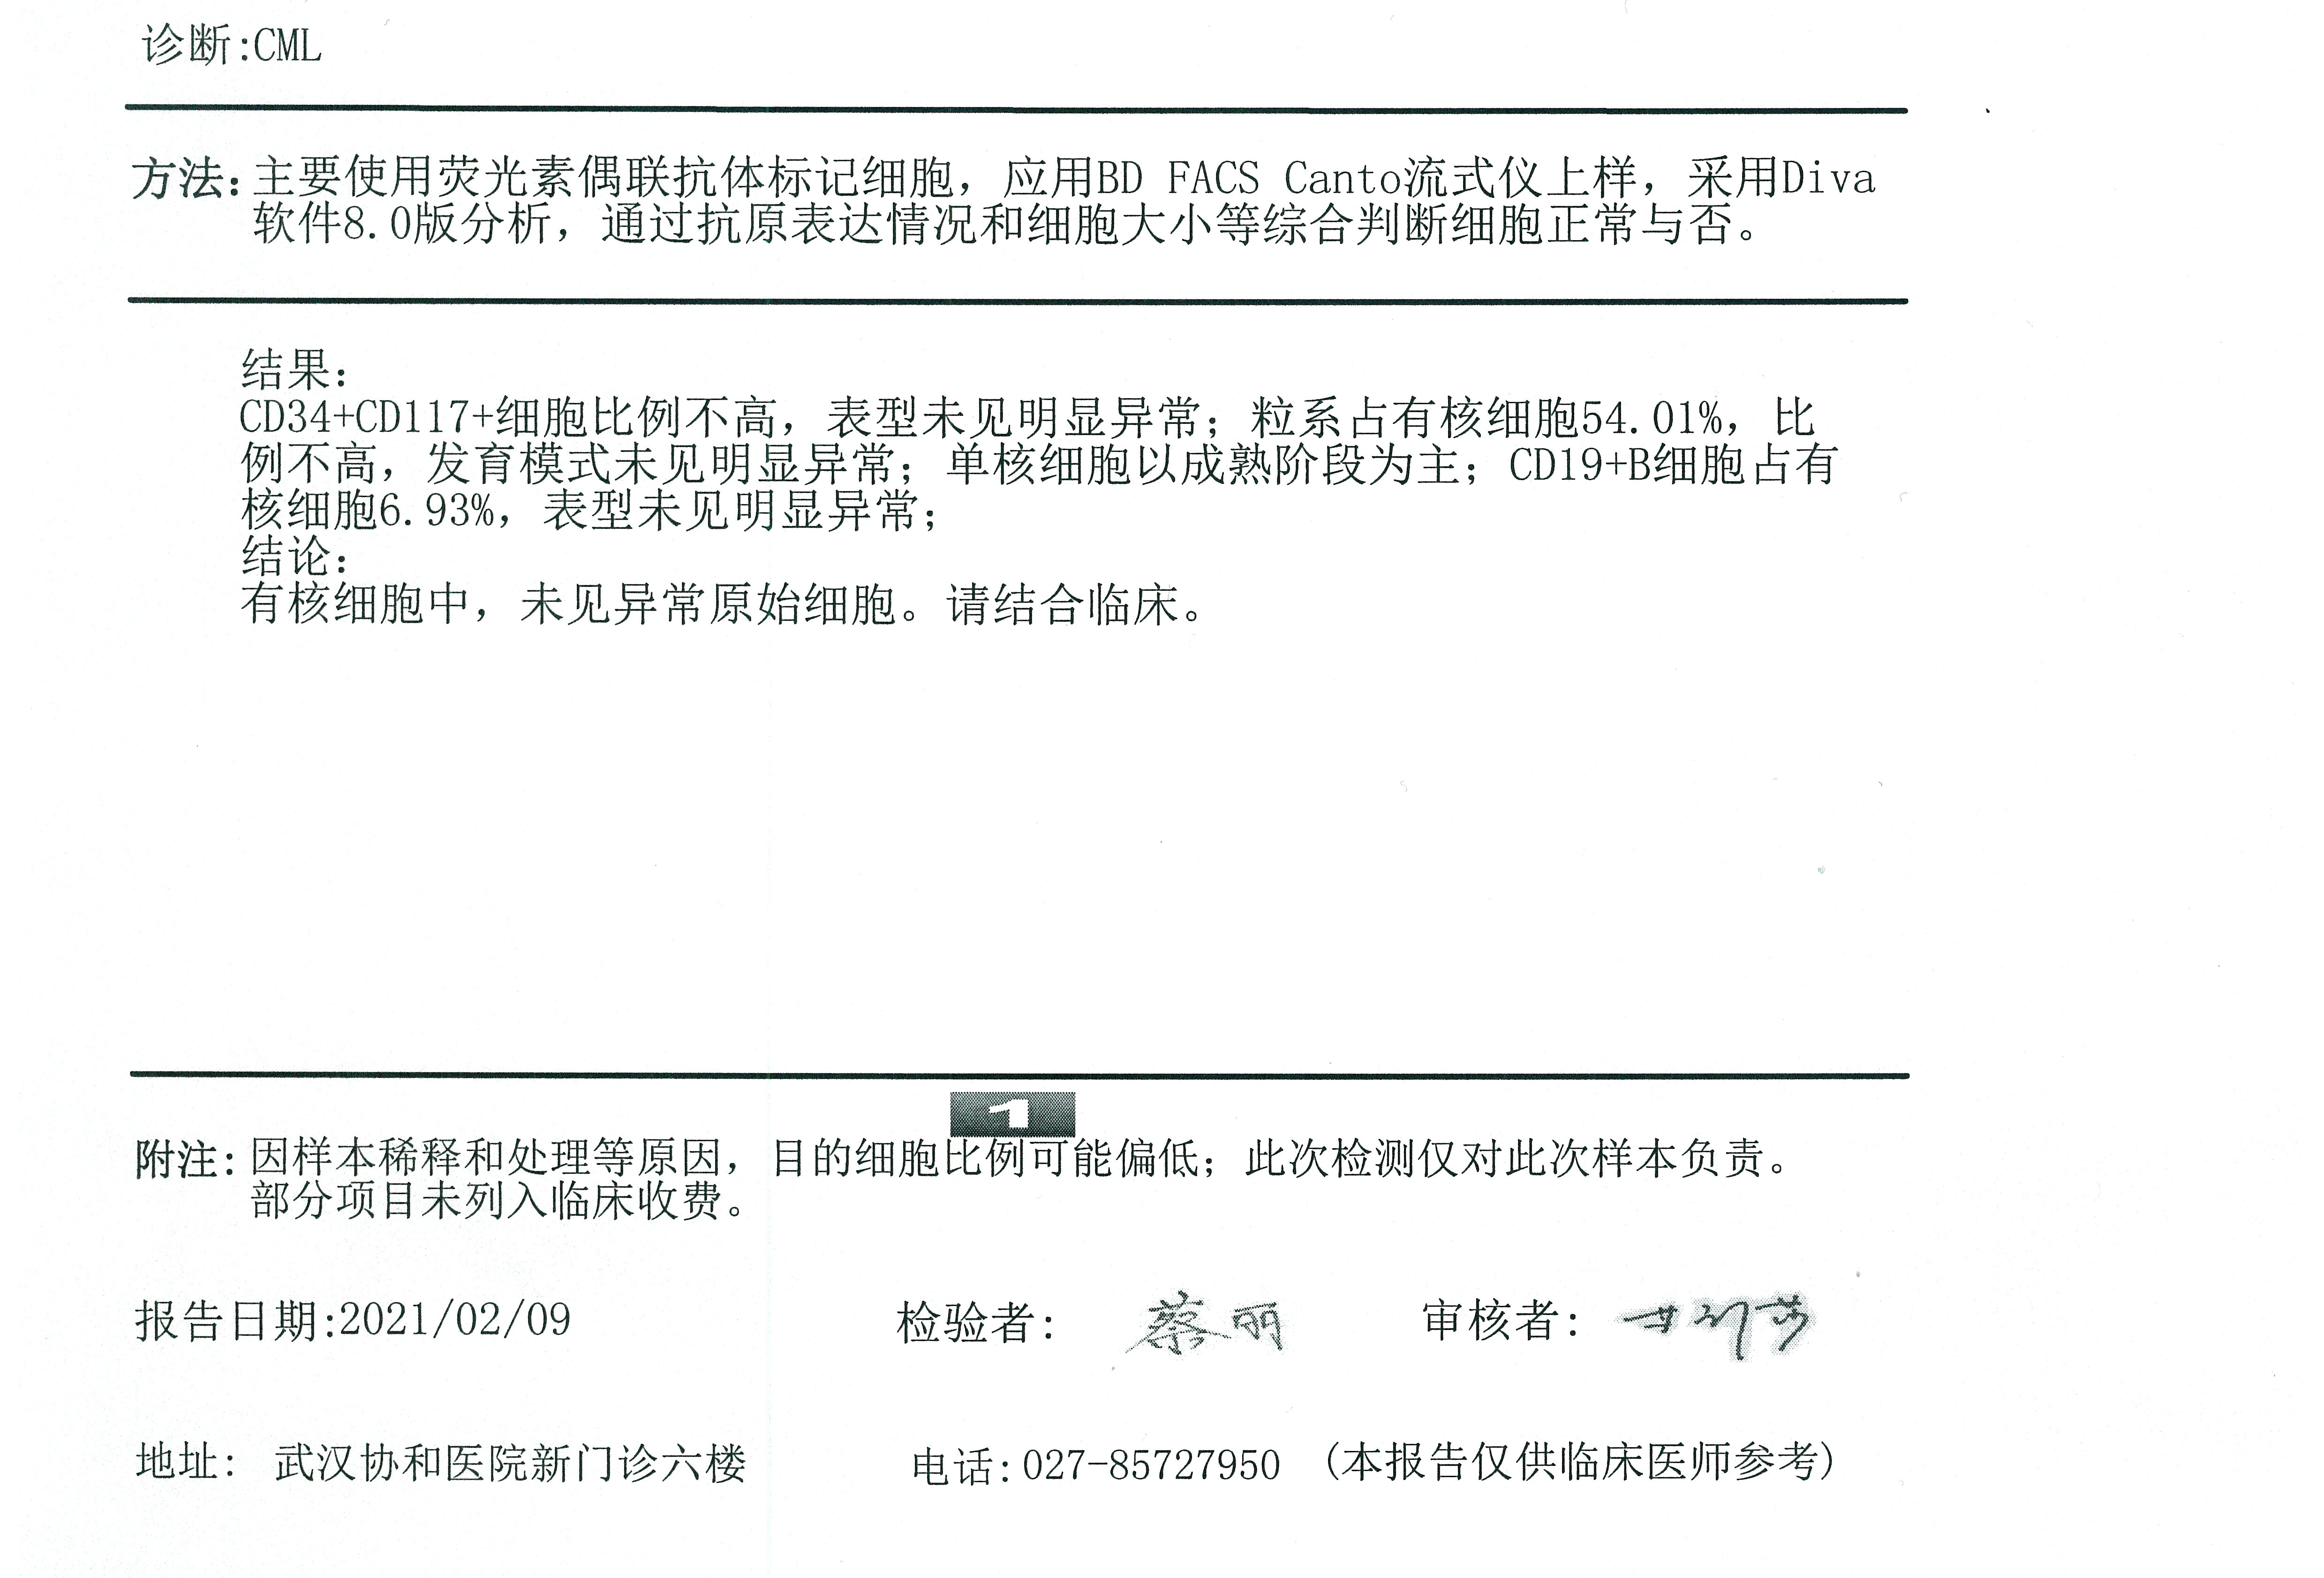 诊断:CML
方法:主要使用荧光素偶联抗体标记细胞，应用BD FACS Canto流式仪上样，采用Diva
软件8.0版分析，通过抗原表达情况和细胞大小等综合判断细胞正常与否。
结果：
CD34+CD117+细胞比例不高，表型未见明显异常；粒系占有核细胞54.01%，比
例不高，发育模式未见明显异常；单核细胞以成熟阶段为主；CD19+B细胞占有
核细胞6.93%，表型未见明显异常；
结论：
有核细胞中，未见异常原始细胞。请结合临床。
1
附注:因样本稀释和处理等原因，目的细胞比例可能偏低；此次检测仅对此次样本负责。
部分项目未列入临床收费。
报告日期:2021/02/09 检验者: 蔡丽 审核者:
地址: 武汉协和医院新门诊六楼 电话:027-85727950 (本报告仅供临床医师参考)